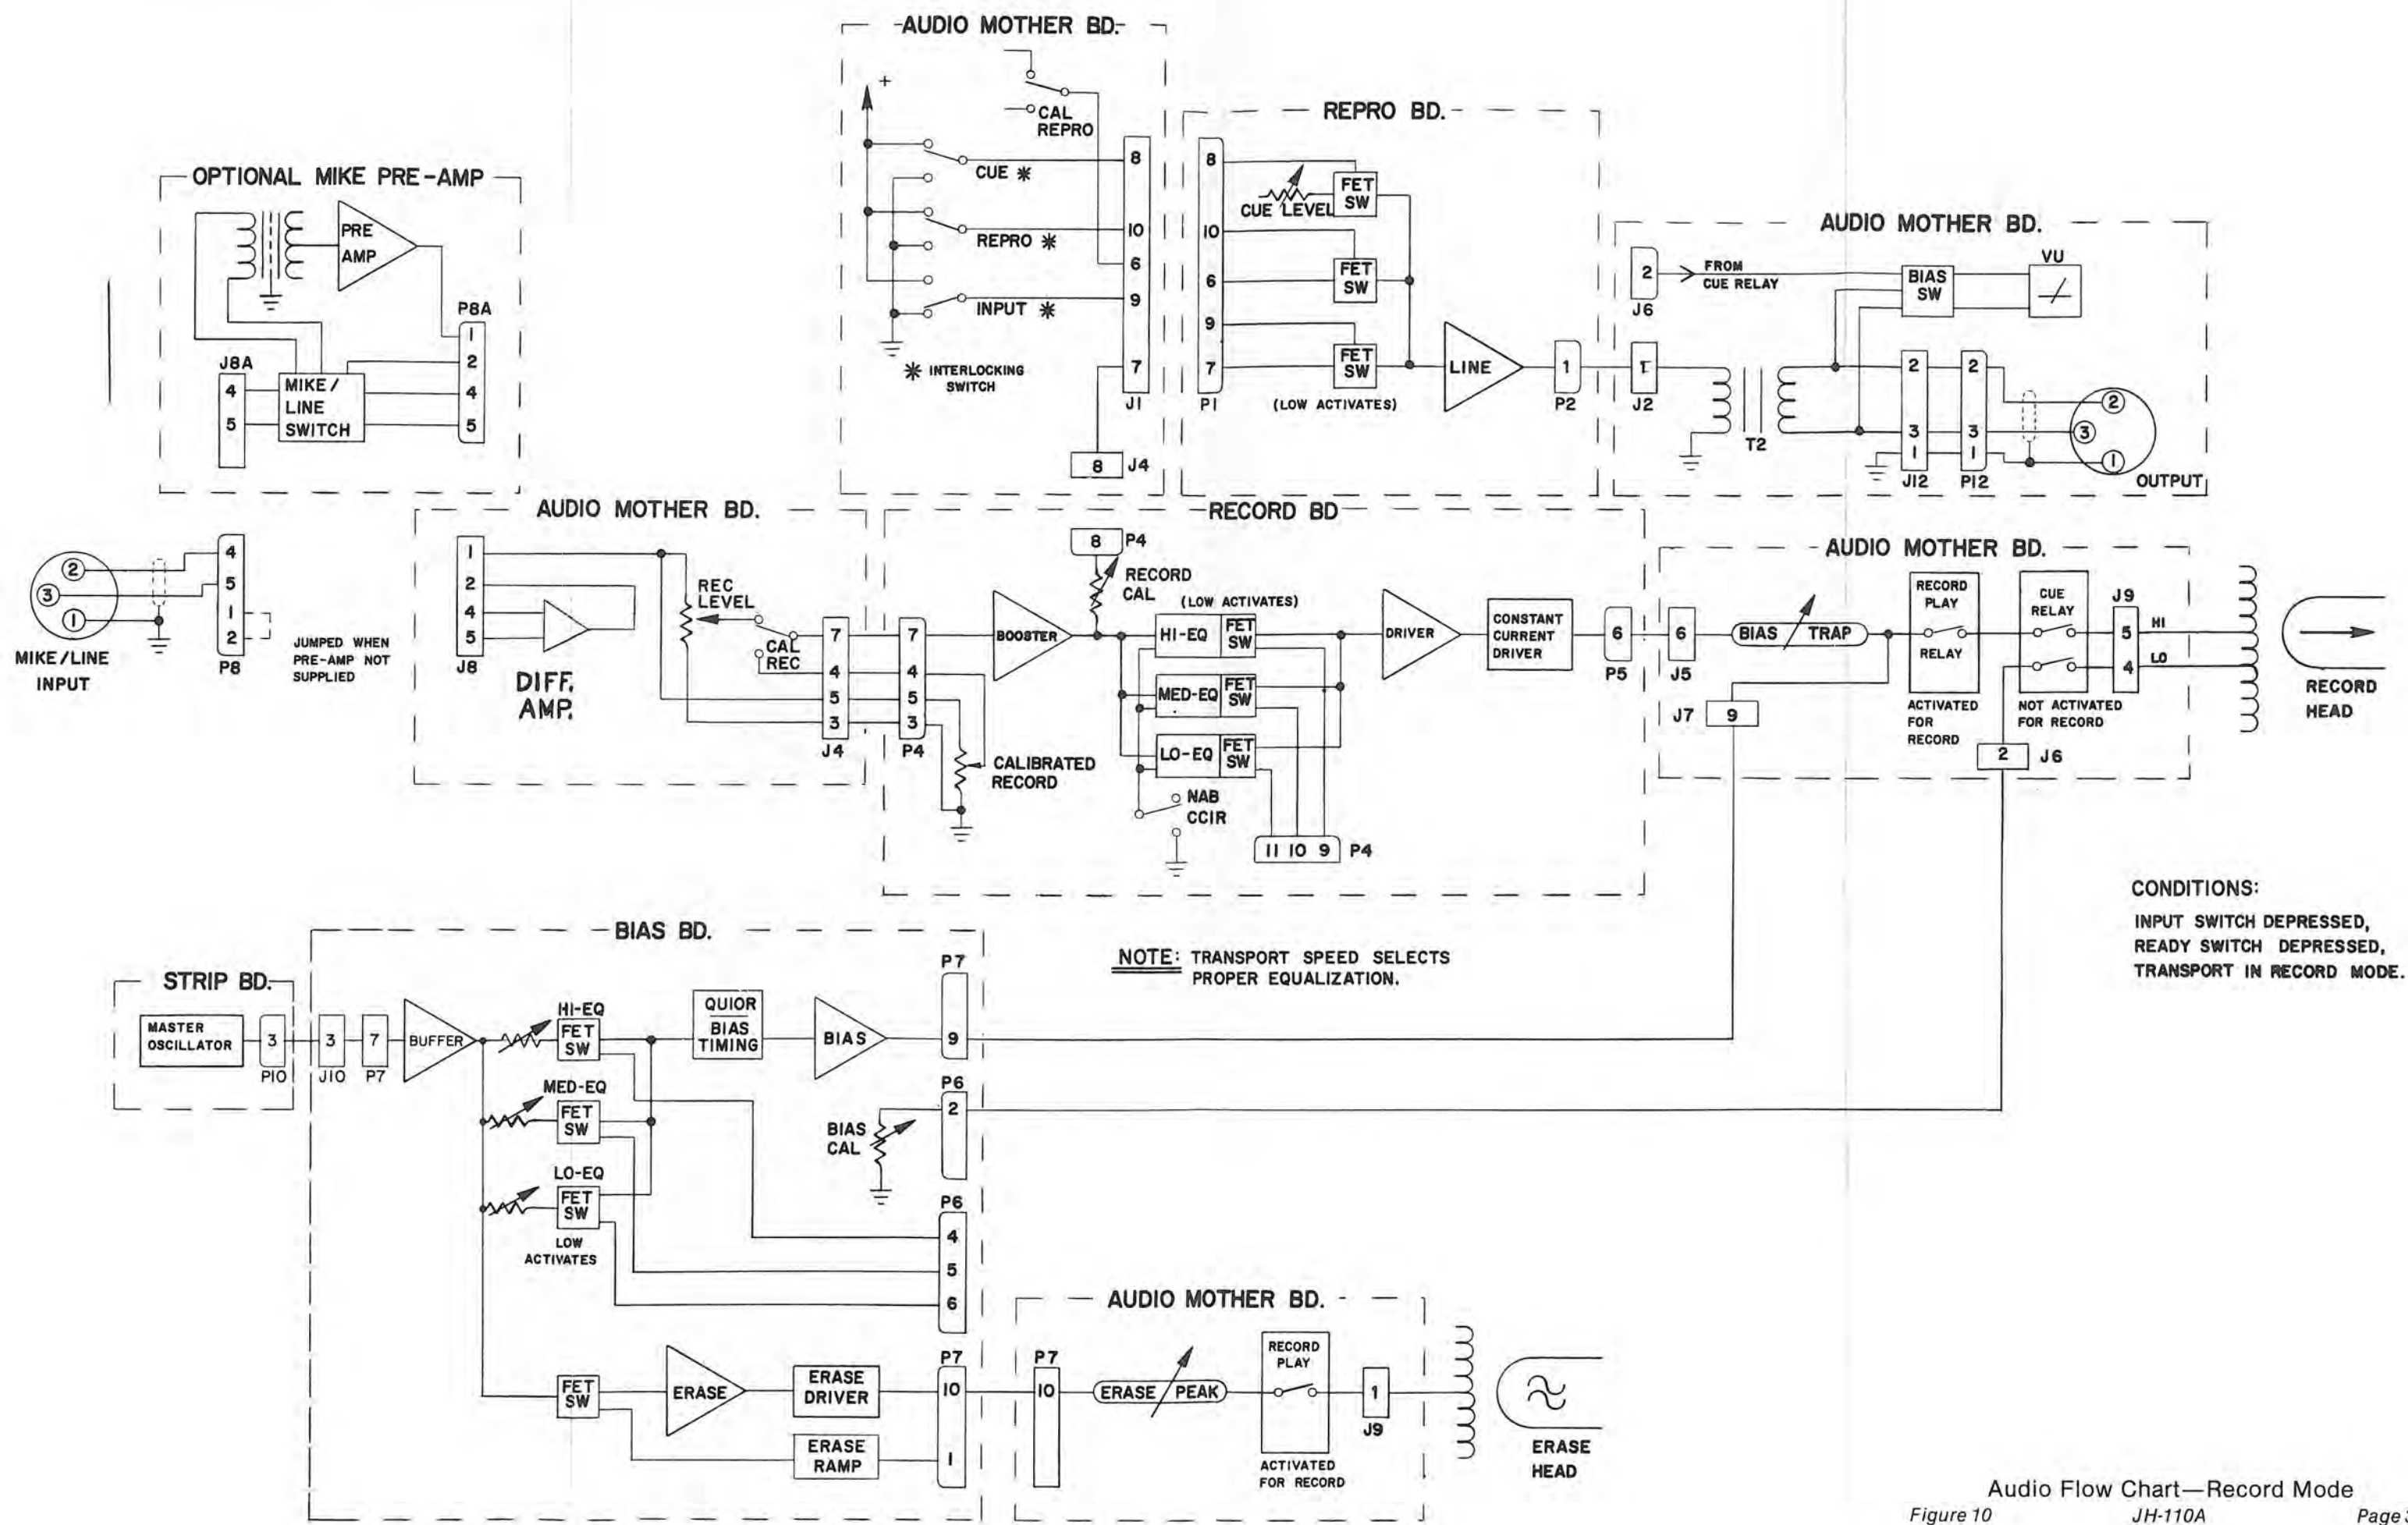 AUDIO MOTHER BD.
+
CAL
REPRO
8
CUE *
10
REPRO *
6
9
INPUT *
* INTERLOCKING
SWITCH
7
J1
8 J4
REPRO BD.
8
CUE LEVEL
FET
SW
10
6
FET
SW
9
7
FET
SW
P1
(LOW ACTIVATES)
LINE
1
P2
AUDIO MOTHER BD.
2
J6
FROM
CUE RELAY
BIAS
SW
VU
1
J2
T2
2
3
1
J12
2
3
1
P12
2
3
1
OUTPUT
OPTIONAL MIKE PRE-AMP
PRE
AMP
P8A
1
2
4
5
J8A
4
5
MIKE/
LINE
SWITCH
2
3
1
MIKE/LINE
INPUT
4
5
1
2
P8
JUMPED WHEN
PRE-AMP NOT
SUPPLIED
AUDIO MOTHER BD.
1
2
4
5
J8
DIFF.
AMP.
REC
LEVEL
CAL
REC
7
4
5
3
J4
RECORD BD
7
4
5
3
P4
CALIBRATED
RECORD
BOOSTER
8 P4
RECORD
CAL
(LOW ACTIVATES)
HI-EQ FET
SW
MED-EQ FET
SW
LO-EQ FET
SW
NAB
CCIR
11 10 9 P4
DRIVER
CONSTANT
CURRENT
DRIVER
6
P5
AUDIO MOTHER BD.
6
J5
BIAS TRAP
J7 9
RECORD
PLAY
RELAY
ACTIVATED
FOR
RECORD
CUE
RELAY
NOT ACTIVATED
FOR RECORD
2 J6
J9
5 HI
4 LO
RECORD
HEAD
CONDITIONS:
INPUT SWITCH DEPRESSED,
READY SWITCH DEPRESSED,
TRANSPORT IN RECORD MODE.
NOTE: TRANSPORT SPEED SELECTS
PROPER EQUALIZATION.
STRIP BD.
MASTER
OSCILLATOR
3
P10
BIAS BD.
3
J10
7
P7
BUFFER
HI-EQ
FET
SW
MED-EQ
FET
SW
LO-EQ
FET
SW
LOW
ACTIVATES
QUIOR
BIAS
TIMING
BIAS
P7
9
BIAS
CAL
P6
2
P6
4
5
6
FET
SW
ERASE
ERASE
DRIVER
ERASE
RAMP
P7
10
1
AUDIO MOTHER BD.
P7
10
ERASE PEAK
RECORD
PLAY
ACTIVATED
FOR RECORD
1
J9
ERASE
HEAD
Audio Flow Chart—Record Mode
Figure 10 JH-110A Page